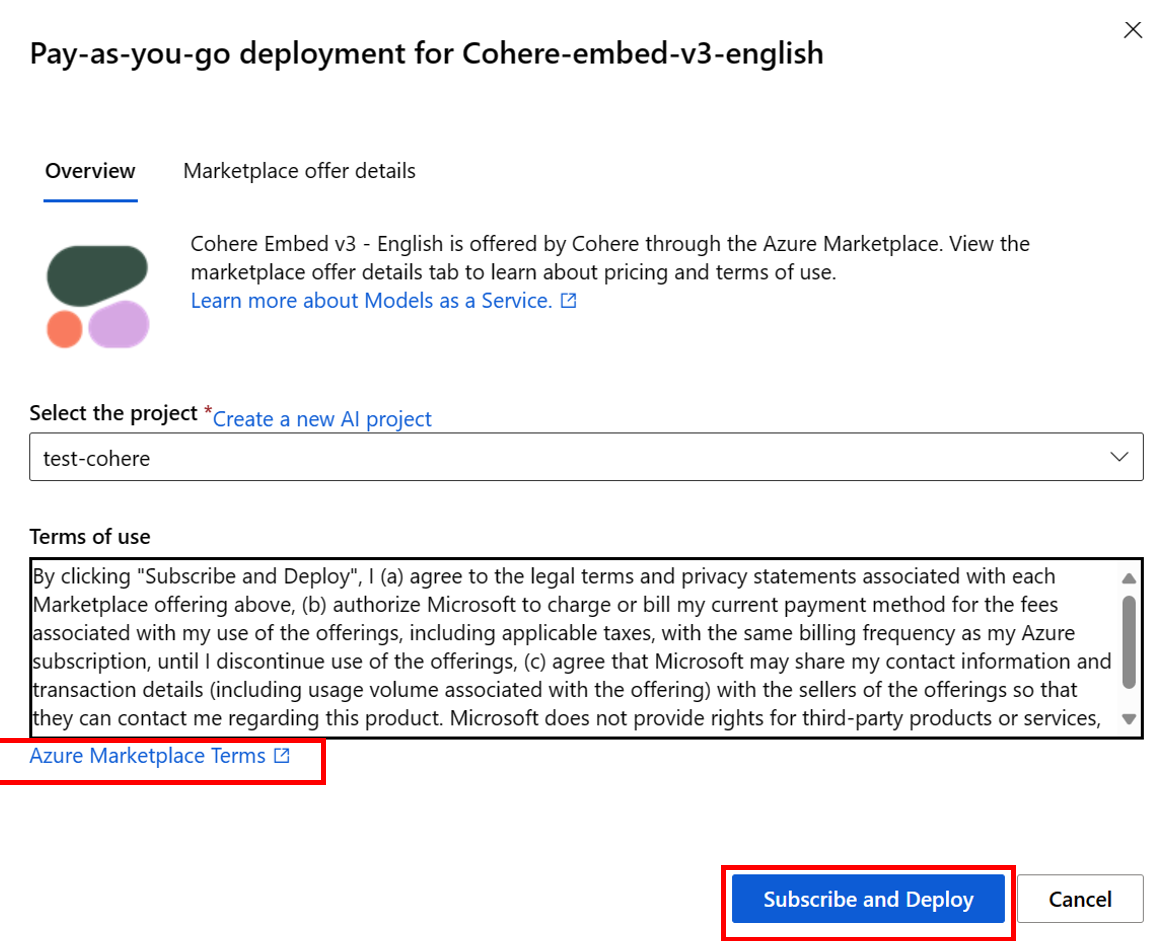 Pay-as-you-go deployment for Cohere-embed-v3-english
Overview
Marketplace offer details
Cohere Embed v3 - English is offered by Cohere through the Azure Marketplace. View the
marketplace offer details tab to learn about pricing and terms of use.
Learn more about Models as a Service.
Select the project *
Create a new AI project
test-cohere
Terms of use
By clicking "Subscribe and Deploy", I (a) agree to the legal terms and privacy statements associated with each
Marketplace offering above, (b) authorize Microsoft to charge or bill my current payment method for the fees
associated with my use of the offerings, including applicable taxes, with the same billing frequency as my Azure
subscription, until I discontinue use of the offerings, (c) agree that Microsoft may share my contact information and
transaction details (including usage volume associated with the offering) with the sellers of the offerings so that
they can contact me regarding this product. Microsoft does not provide rights for third-party products or services,
Azure Marketplace Terms
Subscribe and Deploy
Cancel